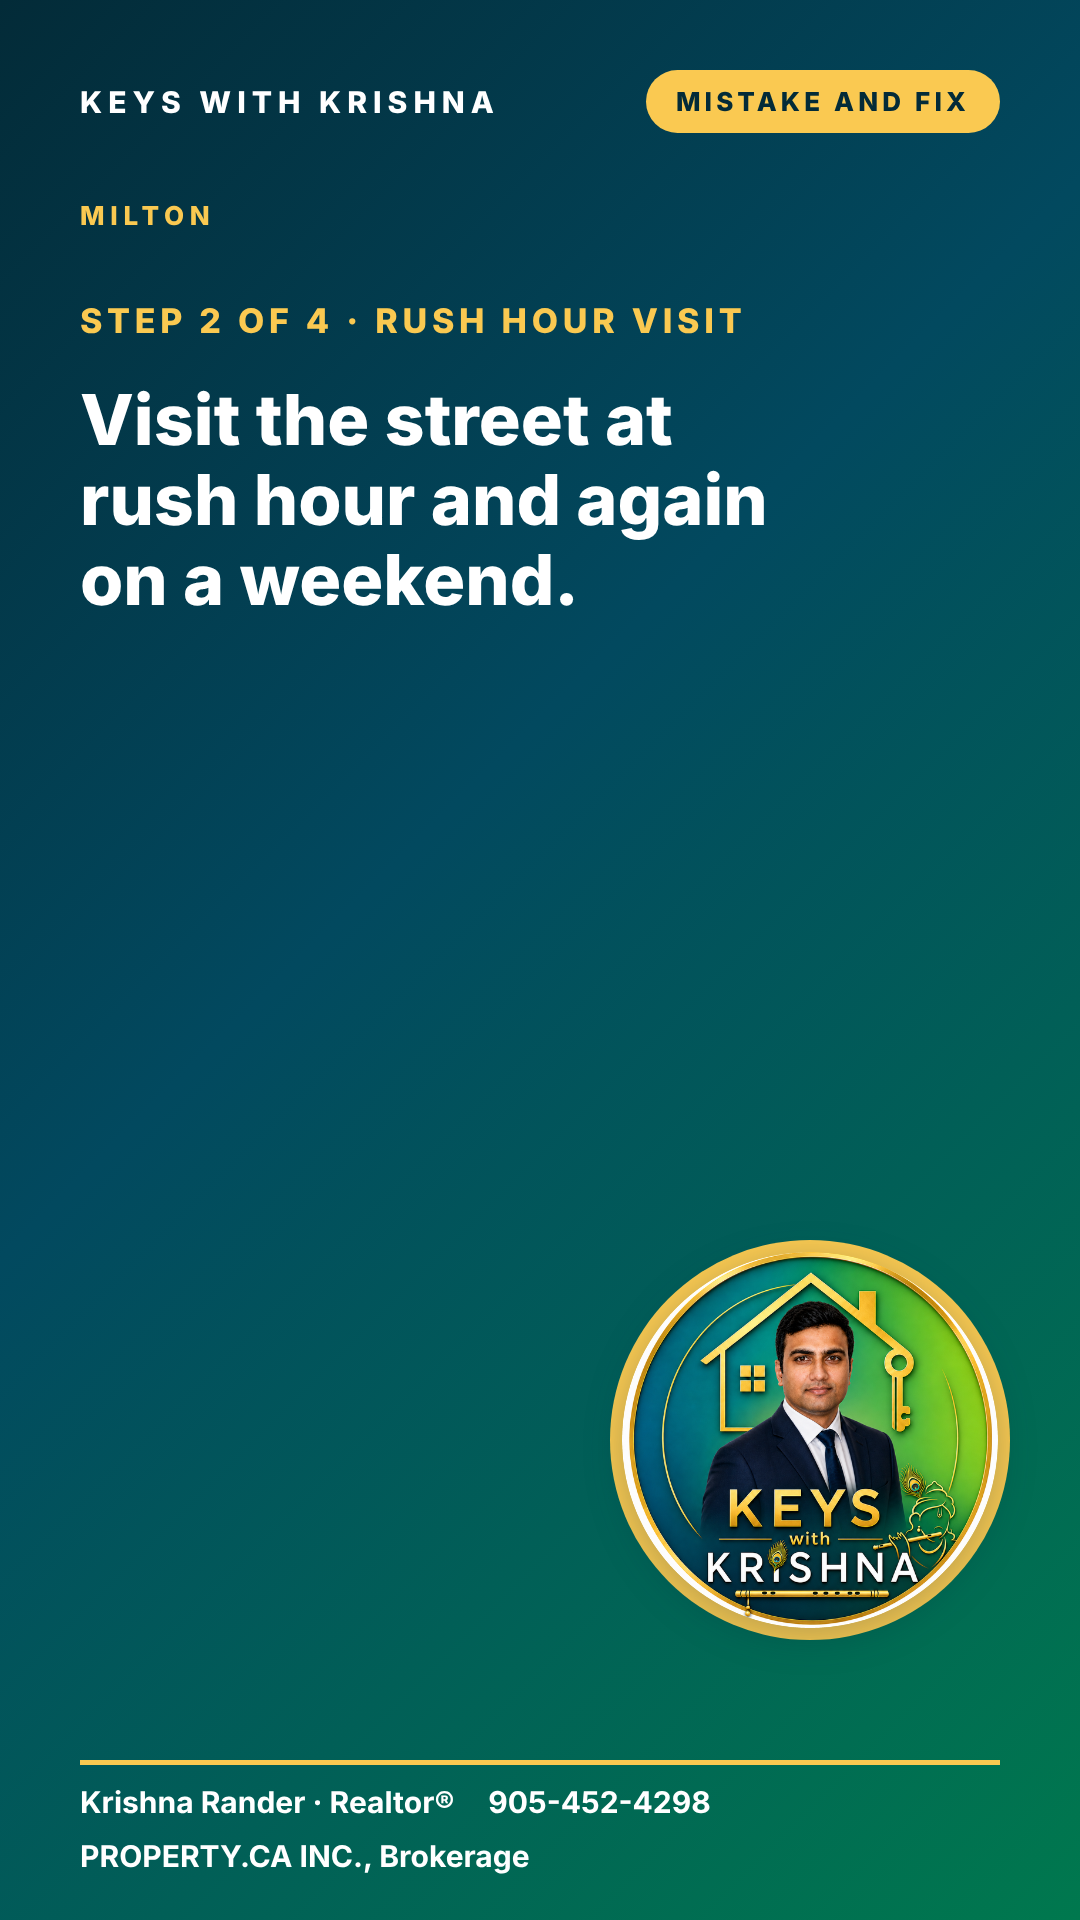 KEYS WITH KRISHNA
MISTAKE AND FIX
MILTON
STEP 2 OF 4 · RUSH HOUR VISIT
Visit the street at
rush hour and again
on a weekend.
KEYS
with
KRISHNA
Krishna Rander · Realtor® 905-452-4298
PROPERTY.CA INC., Brokerage